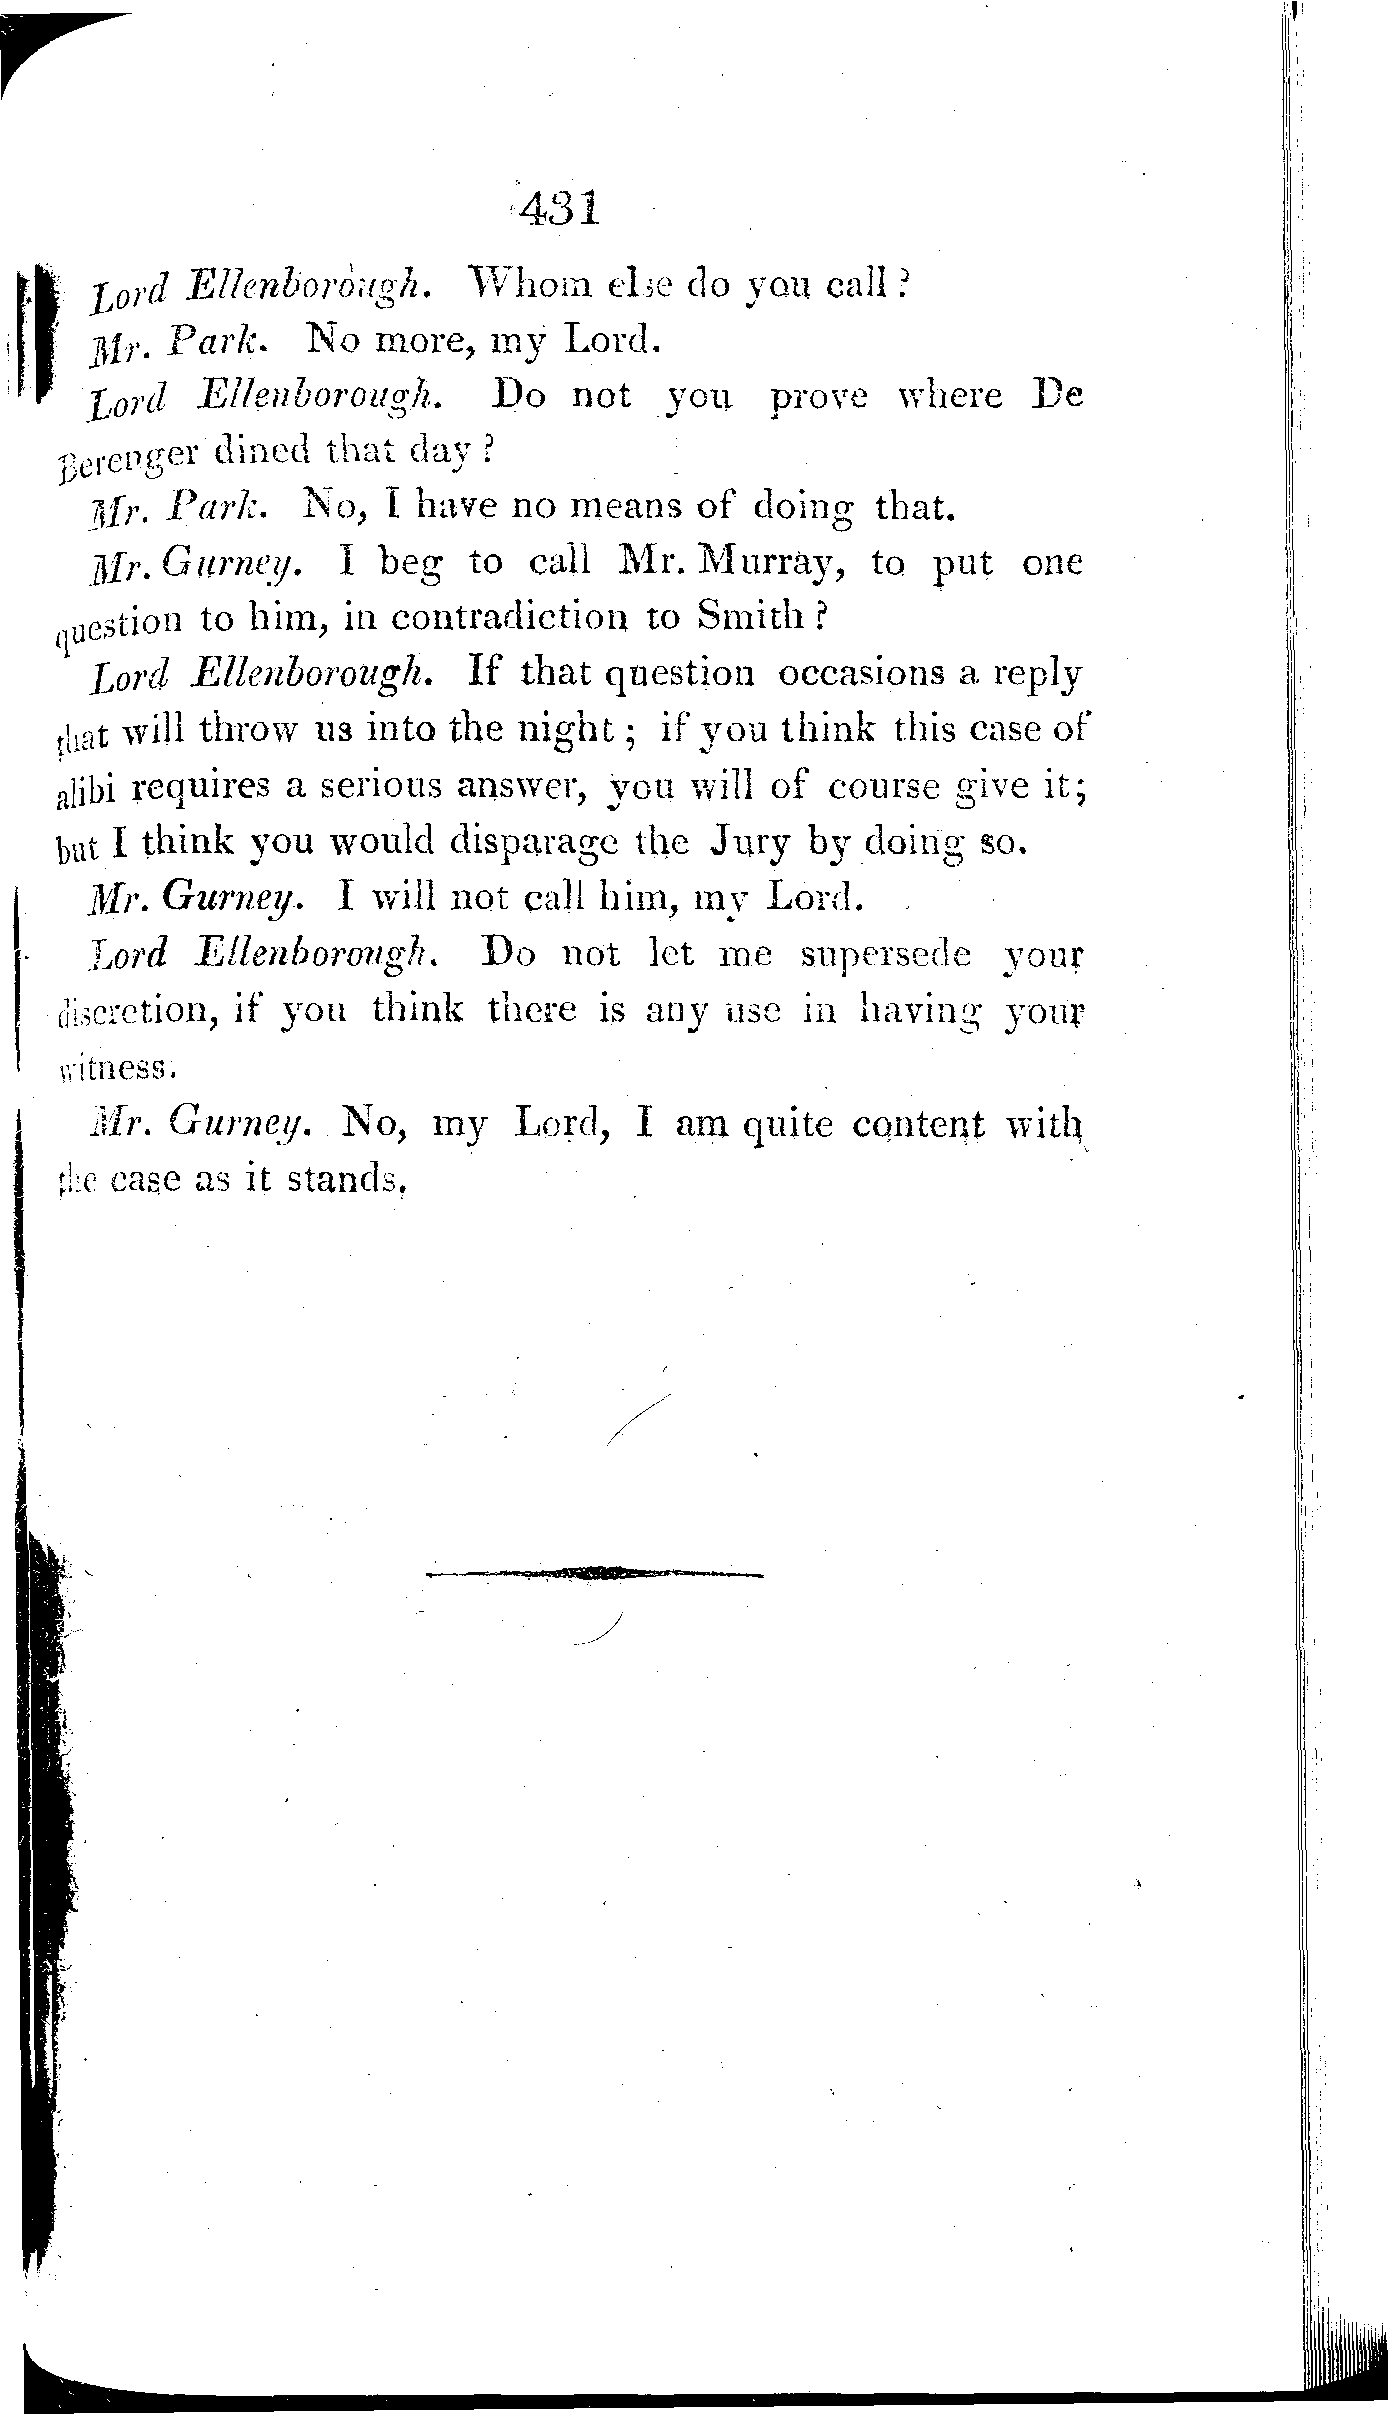 431
Lord Ellenborough. Whom else do you call?
Mr. Park. No more, my Lord.
Lord Ellenborough. Do not you prove where De
Berenger dined that day?
Mr. Park. No, I have no means of doing that.
Mr. Gurney. I beg to call Mr. Murray, to put one
question to him, in contradiction to Smith?
Lord Ellenborough. If that question occasions a reply
that will throw us into the night; if you think this case of
alibi requires a serious answer, you will of course give it;
but I think you would disparage the Jury by doing so.
Mr. Gurney. I will not call him, my Lord.
Lord Ellenborough. Do not let me supersede your
discretion, if you think there is any use in having your
witness.
Mr. Gurney. No, my Lord, I am quite content with
the case as it stands.